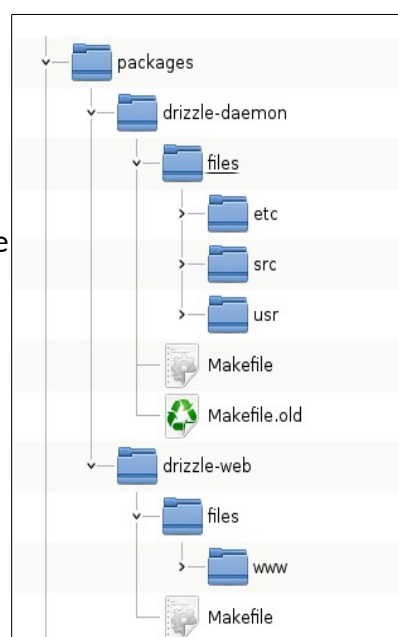 packages
drizzle-daemon
files
e
etc
src
usr
Makefile
Makefile.old
drizzle-web
files
www
Makefile